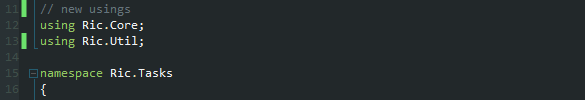 11 // new usings
12 using Ric.Core;
13 using Ric.Util;
14
15 namespace Ric.Tasks
16 {